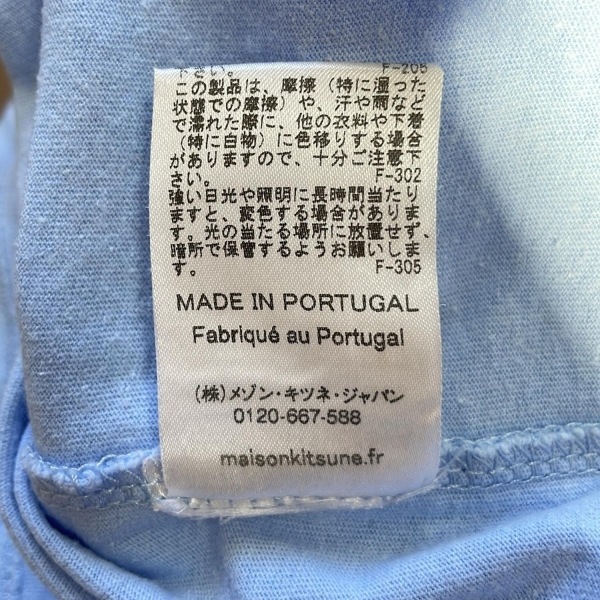 下さい。 F-205
この製品は、摩擦（特に湿った
状態での摩擦）や、汗や雨など
で濡れた際に、他の衣料や下着
（特に白物）に色移りする場合
がありますので、十分ご注意下
さい。 F-302
強い日光や照明に長時間当たり
ますと、変色する場合がありま
す。光の当たる場所に放置せず、
暗所で保管するようお願いしま
す。 F-305
MADE IN PORTUGAL
Fabriqué au Portugal
（株）メゾン・キツネ・ジャパン
0120-667-588
maisonkitsune.fr